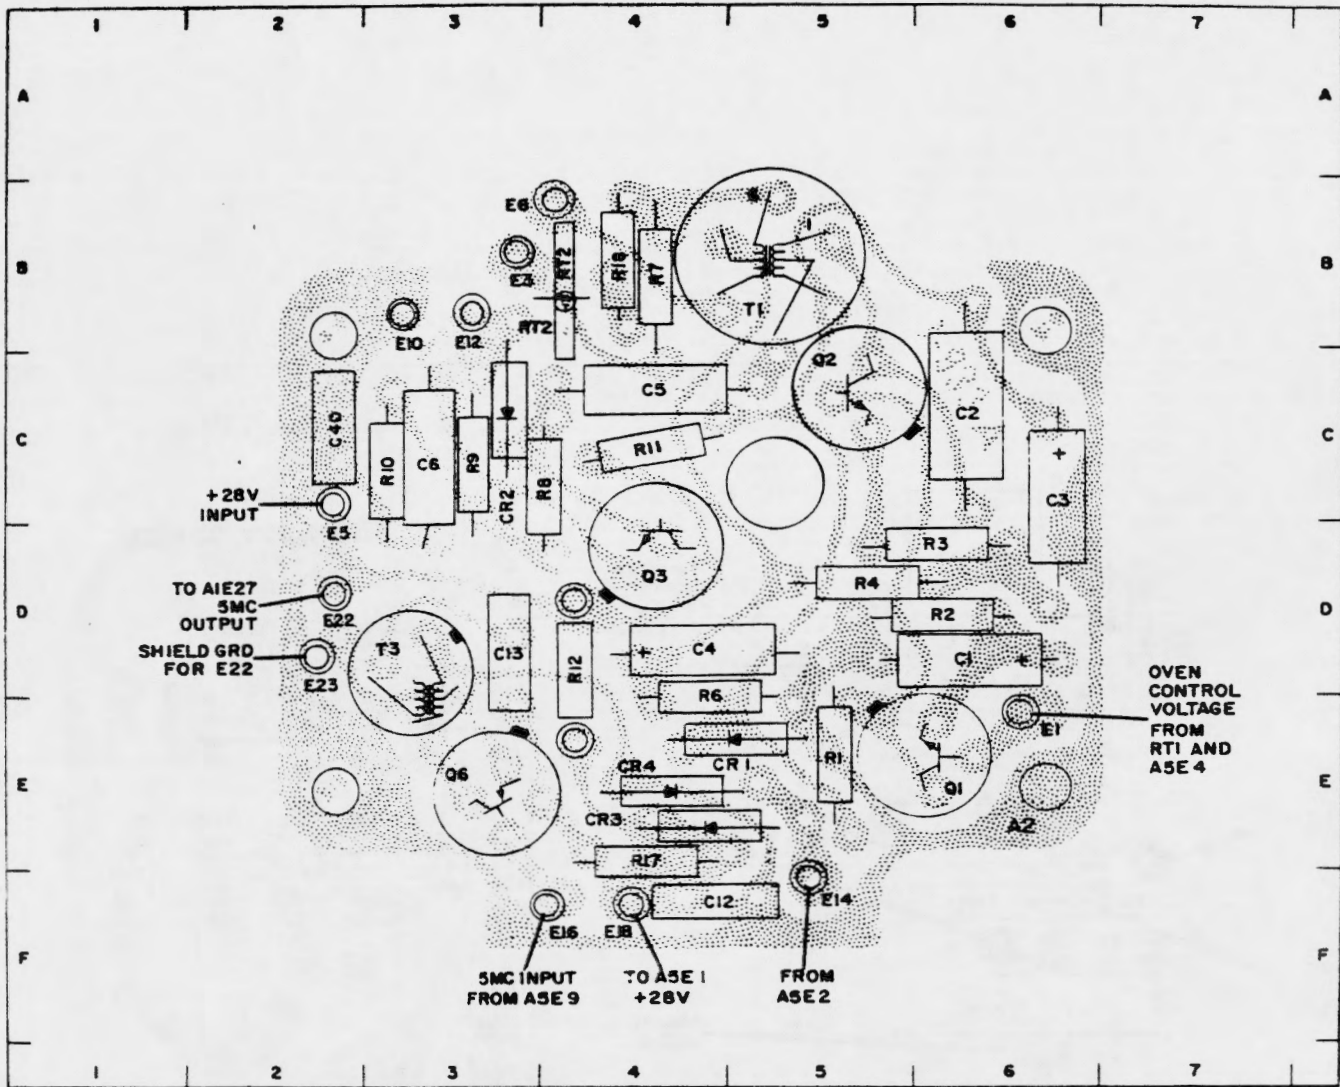 1 2 3 4 5 6 7
A A
E6
B B
E3
RT2
R18
R7
T1
E10
E12
RT2
Q2
C5
C2
C40
C C
R11
R10
C6
R9
R8
CR2
C3
+
+28V
INPUT
E5
R3
Q3
R4
TO A1E27
5MC
OUTPUT
E22
D D
R2
T3
C13
R12
+ C4
C1 +
SHIELD GRD
FOR E22
E23
R6
OVEN
CONTROL
VOLTAGE
FROM
RT1 AND
A5E4
E1
R1
CR1
CR4
Q6
Q1
E E
CR3
A2
R17
C12
E14
E16
E18
F F
5MC INPUT
FROM A5E9
TO A5E1
+28V
FROM
A5E2
1 2 3 4 5 6 7